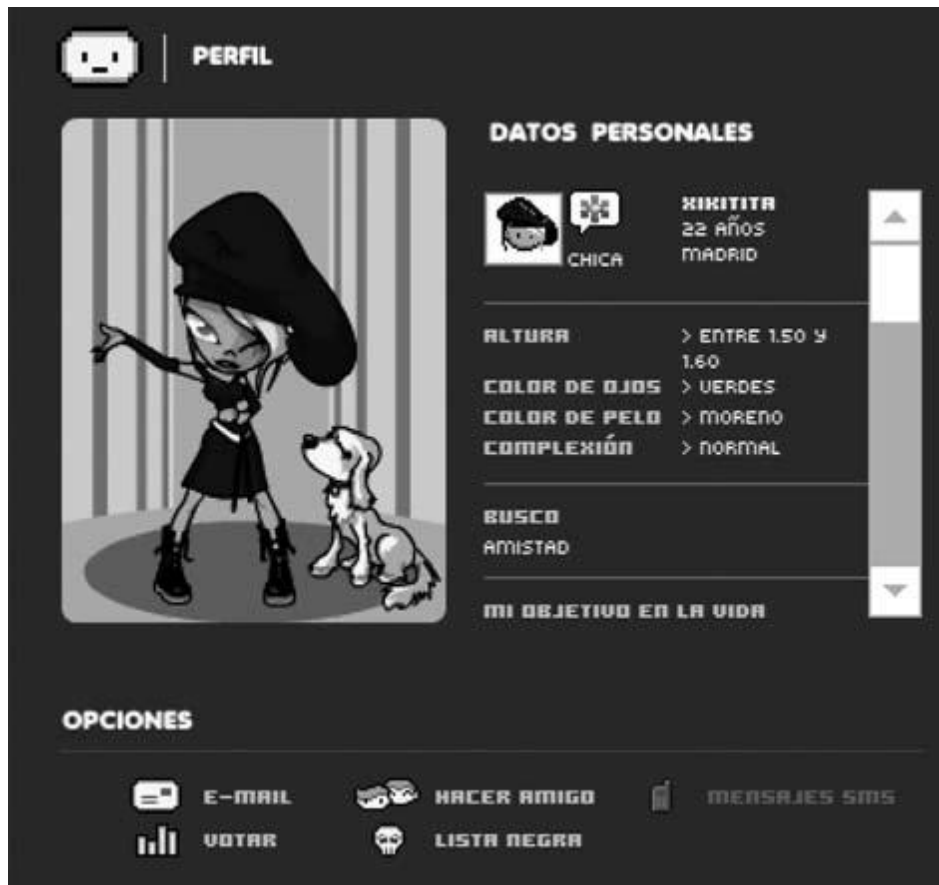 PERFIL
DATOS PERSONALES
XIKITITA
22 AÑOS
CHICA
MADRID
ALTURA > ENTRE 1.50 Y
1.60
COLOR DE OJOS > VERDES
COLOR DE PELO > MORENO
COMPLEXIÓN > NORMAL
BUSCO
AMISTAD
MI OBJETIVO EN LA VIDA
OPCIONES
E-MAIL HACER AMIGO MENSAJES SMS
VOTAR LISTA NEGRA